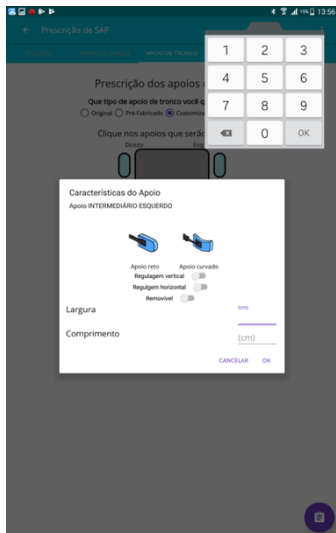 13:56
Prescrição de SAP
APOIO DE TRONCO
Prescrição dos apoios
Que tipo de apoio de tronco você q
Original Pré-Fabricado Customiza
Clique nos apoios que serão
Direito Esq
1 2 3
4 5 6
7 8 9
0 OK
Características do Apoio
Apoio INTERMEDIÁRIO ESQUERDO
Apoio reto Apoio curvado
Regulagem vertical
Regulgem horizontal
Removível
Largura
(cm)
Comprimento
(cm)
CANCELAR OK